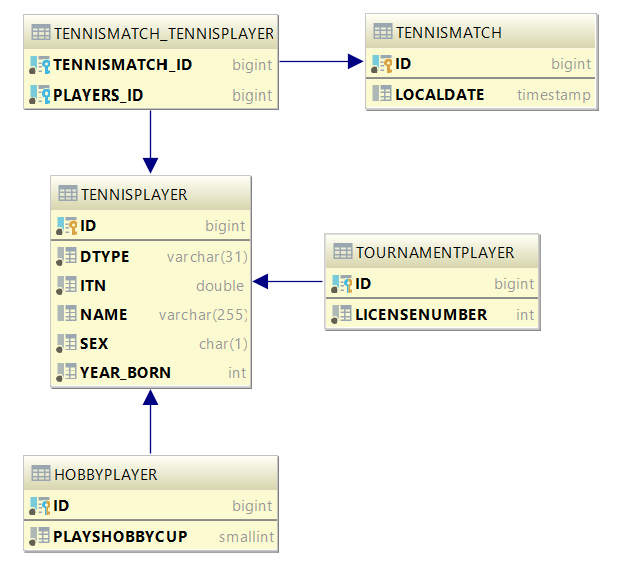 TENNISMATCH_TENNISPLAYER
TENNISMATCH_ID bigint
PLAYERS_ID bigint
TENNISMATCH
ID bigint
LOCALDATE timestamp
TENNISPLAYER
ID bigint
DTYPE varchar(31)
ITN double
NAME varchar(255)
SEX char(1)
YEAR_BORN int
TOURNAMENTPLAYER
ID bigint
LICENSENUMBER int
HOBBYPLAYER
ID bigint
PLAYSHOBBYCUP smallint